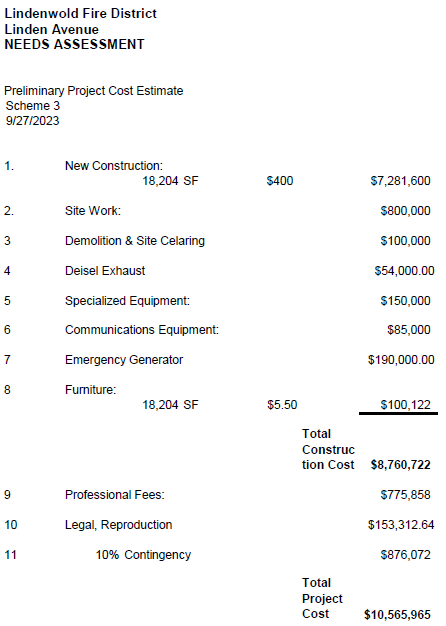 Lindenwold Fire District
Linden Avenue
NEEDS ASSESSMENT
Preliminary Project Cost Estimate
Scheme 3
9/27/2023
1. New Construction:
18,204 SF $400 $7,281,600
2. Site Work: $800,000
3 Demolition & Site Celaring $100,000
4 Deisel Exhaust $54,000.00
5 Specialized Equipment: $150,000
6 Communications Equipment: $85,000
7 Emergency Generator $190,000.00
8 Furniture:
18,204 SF $5.50 $100,122
Total
Construc
tion Cost $8,760,722
9 Professional Fees: $775,858
10 Legal, Reproduction $153,312.64
11 10% Contingency $876,072
Total
Project
Cost $10,565,965